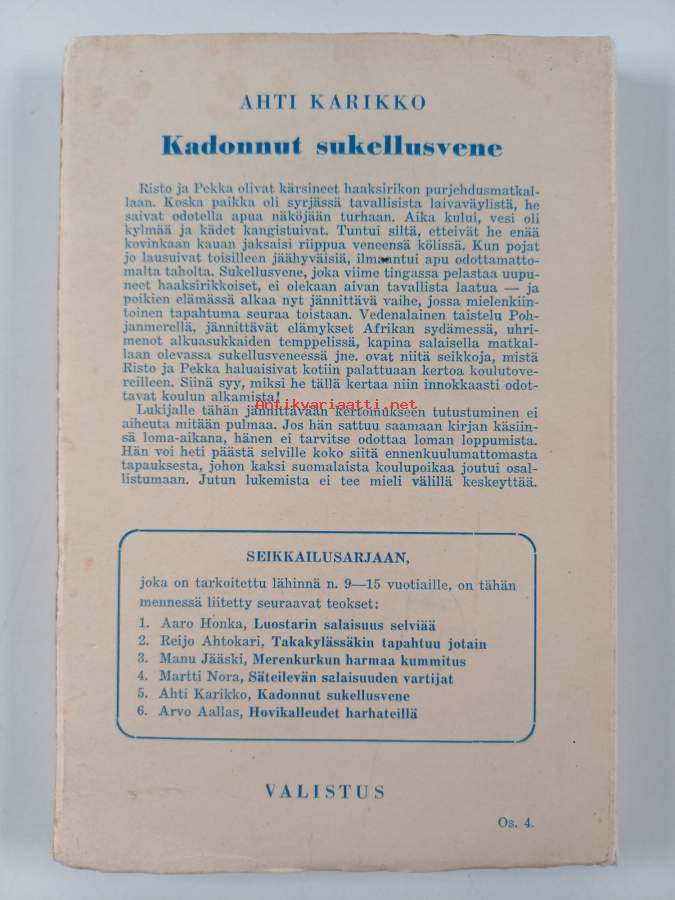 AHTI KARIKKO
Kadonnut sukellusvene
Risto ja Pekka olivat kärsineet haaksirikon purjehdusmatkal-
laan. Koska paikka oli syrjässä tavallisista laivaväylistä, he
saivat odotella apua näköjään turhaan. Aika kului, vesi oli
kylmää ja kädet kangistuivat. Tuntui siltä, etteivät he enää
kovinkaan kauan jaksaisi riippua veneensä kölissä. Kun pojat
jo lausuivat toisilleen jäähyväisiä, ilmaantui apu odottamatto-
malta taholta. Sukellusvene, joka viime tingassa pelastaa uupu-
neet haaksirikkoiset, ei olekaan aivan tavallista laatua — ja
poikien elämässä alkaa nyt jännittävä vaihe, jossa mielenkiin-
toinen tapahtuma seuraa toistaan. Vedenalainen taistelu Poh-
janmerellä, jännittävät elämykset Afrikan sydämessä, uhri-
menot alkuasukkaiden temppelissä, kapina salaisella matkal-
laan olevassa sukellusveneessä jne. ovat niitä seikkoja, mistä
Risto ja Pekka haluaisivat kotiin palattuaan kertoa koulutove-
reilleen. Siinä syy, miksi he tällä kertaa niin innokkaasti odot-
tavat koulun alkamista!
Antikvariaatti.net
Lukijalle tähän jännittävään kertomukseen tutustuminen ei
aiheuta mitään pulmaa. Jos hän sattuu saamaan kirjan käsiin-
sä loma-aikana, hänen ei tarvitse odottaa loman loppumista.
Hän voi heti päästä selville koko siitä ennenkuulumattomasta
tapauksesta, johon kaksi suomalaista koulupoikaa joutui osal-
listumaan. Jutun lukemista ei tee mieli välillä keskeyttää.
SEIKKAILUSARJAAN,
joka on tarkoitettu lähinnä n. 9—15 vuotiaille, on tähän
mennessä liitetty seuraavat teokset:
1. Aaro Honka, Luostarin salaisuus selviää
2. Reijo Ahtokari, Takakylässäkin tapahtuu jotain
3. Manu Jääski, Merenkurkun harmaa kummitus
4. Martti Nora, Säteilevän salaisuuden vartijat
5. Ahti Karikko, Kadonnut sukellusvene
6. Arvo Aallas, Hovikalleudet harhateillä
VALISTUS
Os. 4.